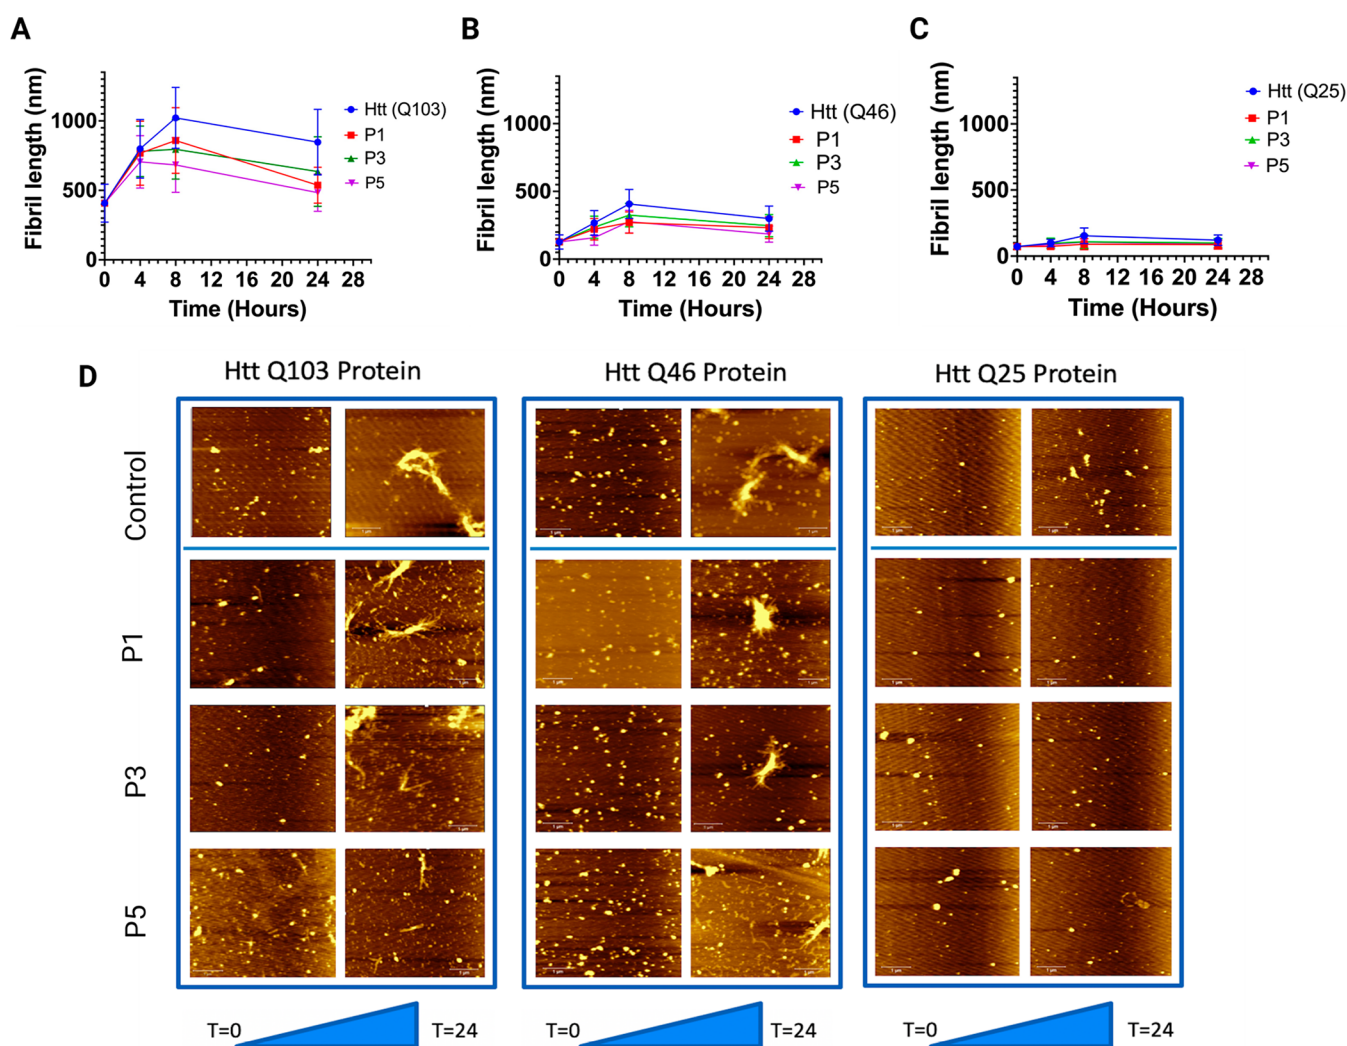 A
B
C
Fibril length (nm)
1000
500
0
0 4 8 12 16 20 24 28
Time (Hours)
Htt (Q103)
P1
P3
P5
Fibril length (nm)
1000
500
0
0 4 8 12 16 20 24 28
Time (Hours)
Htt (Q46)
P1
P3
P5
Fibril length (nm)
1000
500
0
0 4 8 12 16 20 24 28
Time (Hours)
Htt (Q25)
P1
P3
P5
D
Htt Q103 Protein
Htt Q46 Protein
Htt Q25 Protein
Control
P1
P3
P5
T=0
T=24
T=0
T=24
T=0
T=24